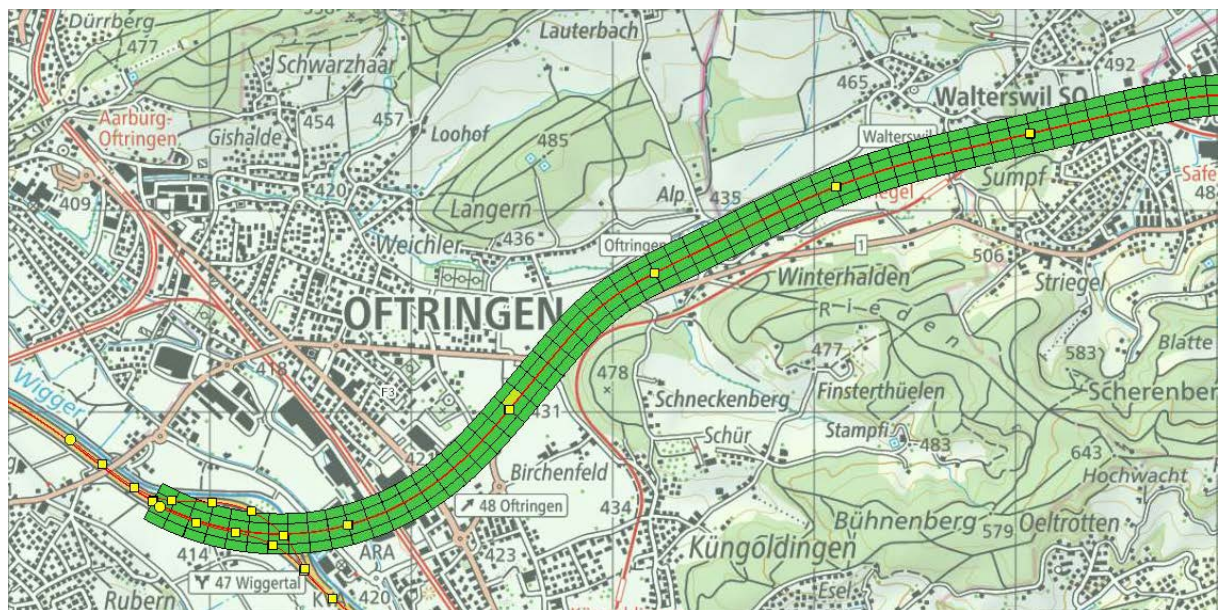 Dürrberg
477
Schwarzhaar
Lauterbach
465
492
Walterswil SO
Aarburg-
Oftringen
Gishalde
454
457
Loohof
485
Walterswil
Sumpf
Safe
409
420
Langern
Alp
435
Weichler
436
Oftringen
1
506
Winterhalden
Striegel
OFTRINGEN
Rieden
583
Blatte
418
477
Wigger
F3
478
Schneckenberg
Finsterthüelen
Scherenber
431
Schür
Stampfi
483
643
Birchenfeld
Hochwacht
48 Oftringen
434
Bühnenberg
579
Oeltrotten
414
ARA
423
Küngoldingen
47 Wiggertal
420
Rubern
Esel